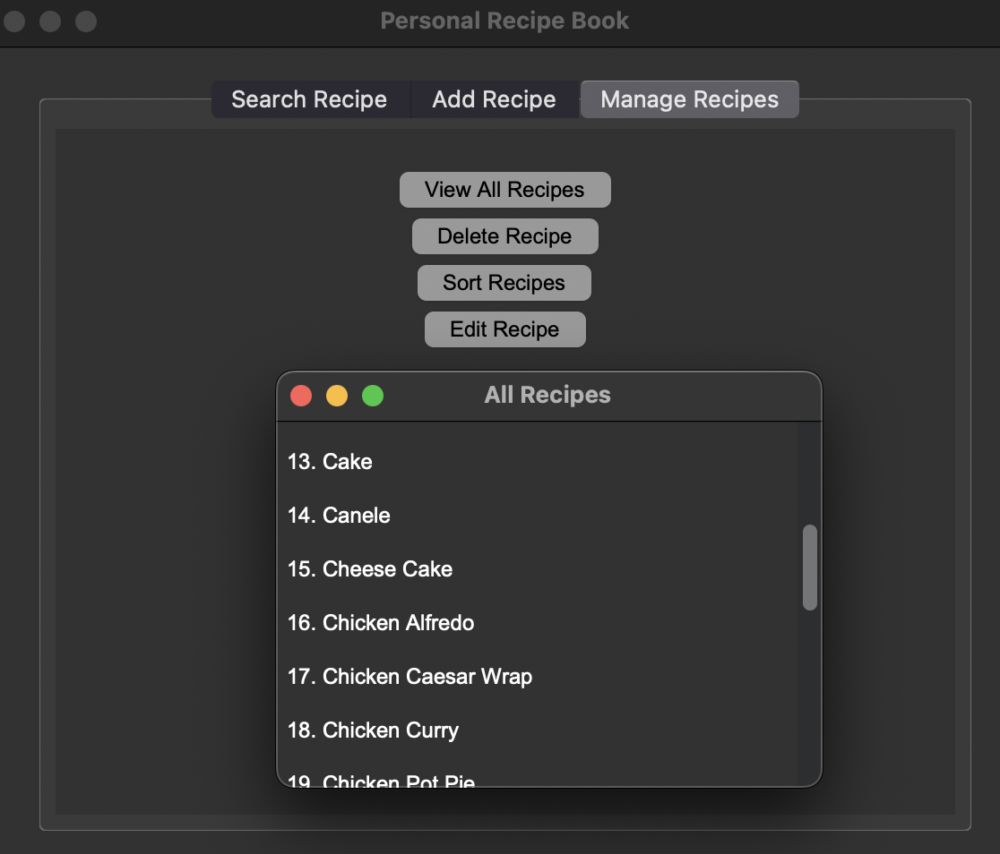 Personal Recipe Book
Search Recipe Add Recipe Manage Recipes
View All Recipes
Delete Recipe
Sort Recipes
Edit Recipe
All Recipes
13. Cake
14. Canele
15. Cheese Cake
16. Chicken Alfredo
17. Chicken Caesar Wrap
18. Chicken Curry
19. Chicken Pot Pie